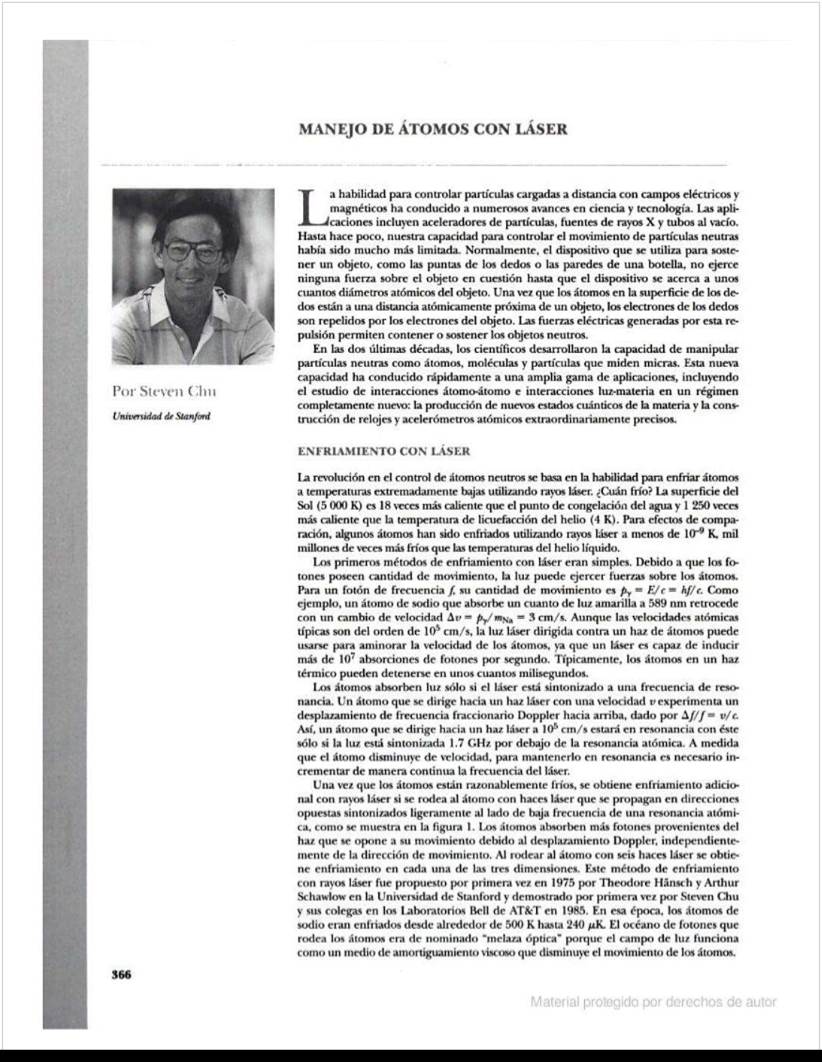 MANEJO DE ÁTOMOS CON LÁSER
La habilidad para controlar partículas cargadas a distancia con campos eléctricos y
magnéticos ha conducido a numerosos avances en ciencia y tecnología. Las apli-
caciones incluyen aceleradores de partículas, fuentes de rayos X y tubos al vacío.
Hasta hace poco, nuestra capacidad para controlar el movimiento de partículas neutras
había sido mucho más limitada. Normalmente, el dispositivo que se utiliza para soste-
ner un objeto, como las puntas de los dedos o las paredes de una botella, no ejerce
ninguna fuerza sobre el objeto en cuestión hasta que el dispositivo se acerca a unos
cuantos diámetros atómicos del objeto. Una vez que los átomos en la superficie de los de-
dos están a una distancia atómicamente próxima de un objeto, los electrones de los dedos
son repelidos por los electrones del objeto. Las fuerzas eléctricas generadas por esta re-
pulsión permiten contener o sostener los objetos neutros.
En las dos últimas décadas, los científicos desarrollaron la capacidad de manipular
partículas neutras como átomos, moléculas y partículas que miden micras. Esta nueva
capacidad ha conducido rápidamente a una amplia gama de aplicaciones, incluyendo
el estudio de interacciones átomo-átomo e interacciones luz-materia en un régimen
completamente nuevo: la producción de nuevos estados cuánticos de la materia y la cons-
trucción de relojes y acelerómetros atómicos extraordinariamente precisos.
Por Steven Chu
Universidad de Stanford
ENFRIAMIENTO CON LÁSER
La revolución en el control de átomos neutros se basa en la habilidad para enfriar átomos
a temperaturas extremadamente bajas utilizando rayos láser. ¿Cuán frío? La superficie del
Sol (5 000 K) es 18 veces más caliente que el punto de congelación del agua y 1 250 veces
más caliente que la temperatura de licuefacción del helio (4 K). Para efectos de compa-
ración, algunos átomos han sido enfriados utilizando rayos láser a menos de 10⁻⁹ K, mil
millones de veces más fríos que las temperaturas del helio líquido.
Los primeros métodos de enfriamiento con láser eran simples. Debido a que los fo-
tones poseen cantidad de movimiento, la luz puede ejercer fuerzas sobre los átomos.
Para un fotón de frecuencia f, su cantidad de movimiento es pᵧ = E/c = hf/c. Como
ejemplo, un átomo de sodio que absorbe un cuanto de luz amarilla a 589 nm retrocede
con un cambio de velocidad Δv = pᵧ/m_Na = 3 cm/s. Aunque las velocidades atómicas
típicas son del orden de 10⁵ cm/s, la luz láser dirigida contra un haz de átomos puede
usarse para aminorar la velocidad de los átomos, ya que un láser es capaz de inducir
más de 10⁷ absorciones de fotones por segundo. Típicamente, los átomos en un haz
térmico pueden detenerse en unos cuantos milisegundos.
Los átomos absorben luz sólo si el láser está sintonizado a una frecuencia de reso-
nancia. Un átomo que se dirige hacia un haz láser con una velocidad v experimenta un
desplazamiento de frecuencia fraccionario Doppler hacia arriba, dado por Δf/f = v/c.
Así, un átomo que se dirige hacia un haz láser a 10⁵ cm/s estará en resonancia con éste
sólo si la luz está sintonizada 1.7 GHz por debajo de la resonancia atómica. A medida
que el átomo disminuye de velocidad, para mantenerlo en resonancia es necesario in-
crementar de manera continua la frecuencia del láser.
Una vez que los átomos están razonablemente fríos, se obtiene enfriamiento adicio-
nal con rayos láser si se rodea al átomo con haces láser que se propagan en direcciones
opuestas sintonizados ligeramente al lado de baja frecuencia de una resonancia atómi-
ca, como se muestra en la figura 1. Los átomos absorben más fotones provenientes del
haz que se opone a su movimiento debido al desplazamiento Doppler, independiente-
mente de la dirección de movimiento. Al rodear al átomo con seis haces láser se obtie-
ne enfriamiento en cada una de las tres dimensiones. Este método de enfriamiento
con rayos láser fue propuesto por primera vez en 1975 por Theodore Hänsch y Arthur
Schawlow en la Universidad de Stanford y demostrado por primera vez por Steven Chu
y sus colegas en los Laboratorios Bell de AT&T en 1985. En esa época, los átomos de
sodio eran enfriados desde alrededor de 500 K hasta 240 μK. El océano de fotones que
rodea los átomos era de nominado "melaza óptica" porque el campo de luz funciona
como un medio de amortiguamiento viscoso que disminuye el movimiento de los átomos.
366
Material protegido por derechos de autor